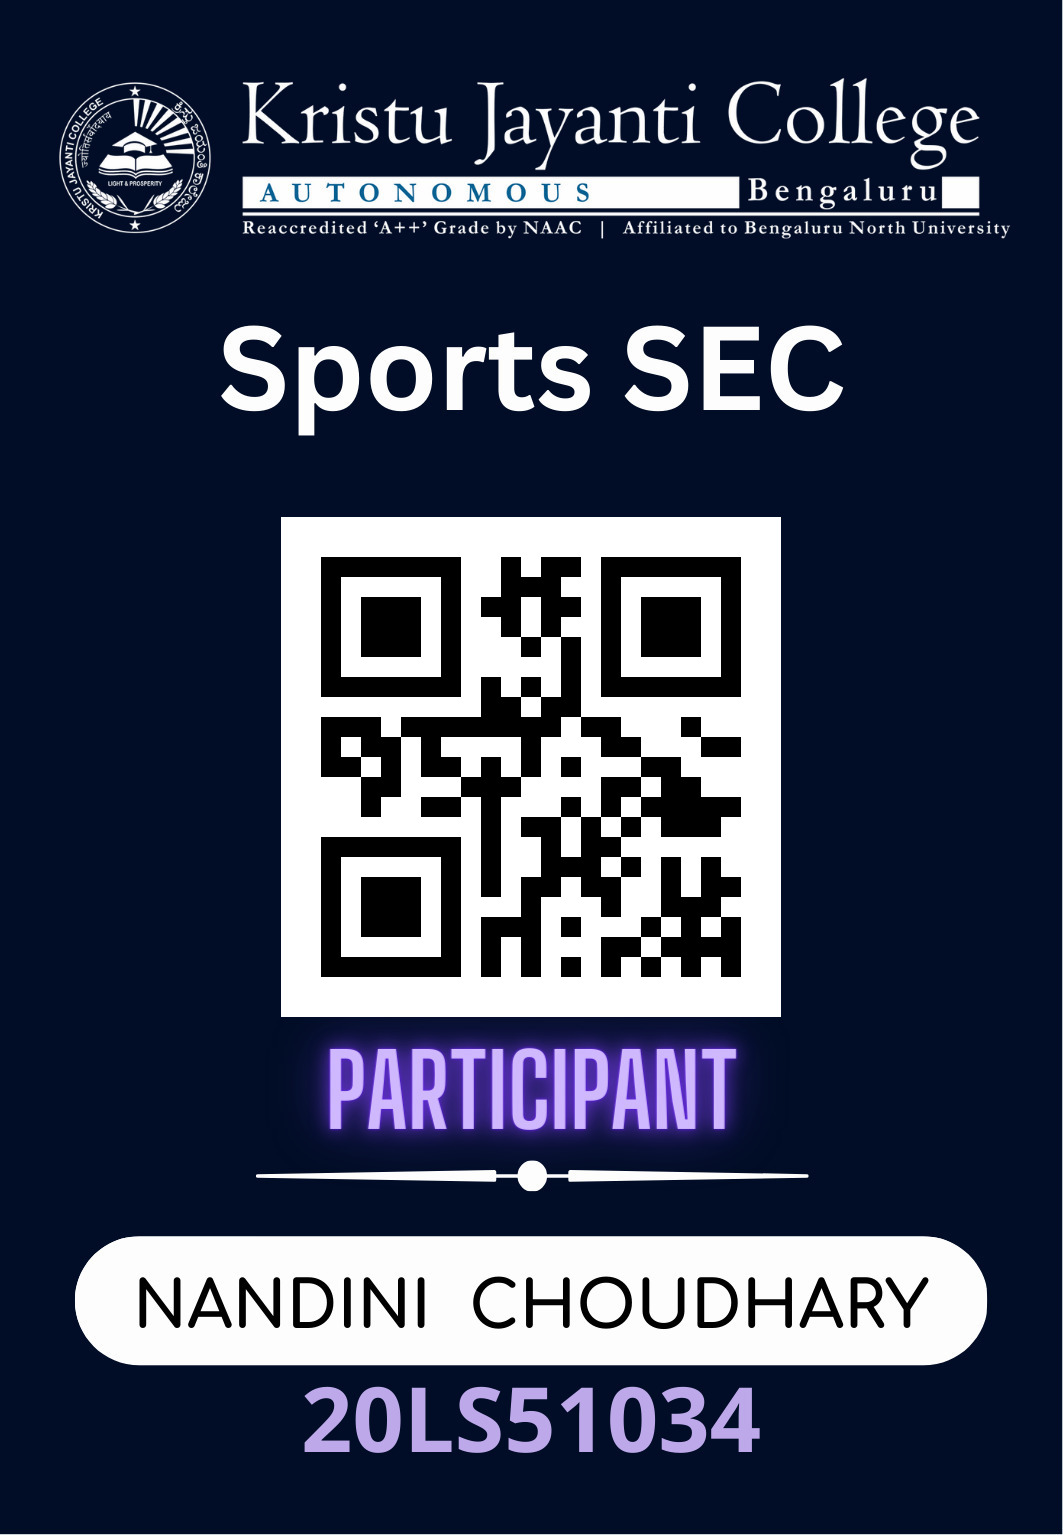 Kristu Jayanti College
AUTONOMOUS Bengaluru
Reaccredited ‘A++’ Grade by NAAC | Affiliated to Bengaluru North University
KRISTU JAYANTI COLLEGE
LIGHT & PROSPERITY
Sports SEC
PARTICIPANT
NANDINI CHOUDHARY
20LS51034